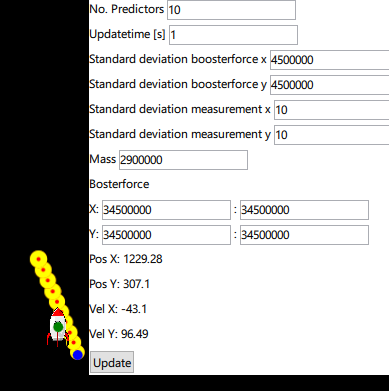 No. Predictors 10
Updatetime [s] 1
Standard deviation boosterforce x 4500000
Standard deviation boosterforce y 4500000
Standard deviation measurement x 10
Standard deviation measurement y 10
Mass 2900000
Bosterforce
X: 34500000 : 34500000
Y: 34500000 : 34500000
Pos X: 1229.28
Pos Y: 307.1
Vel X: -43.1
Vel Y: 96.49
Update